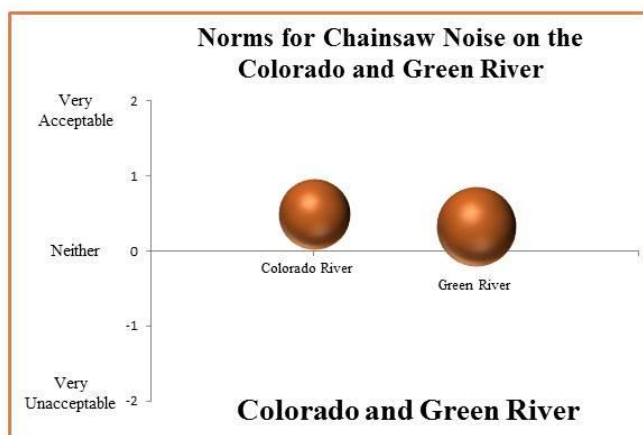 Norms for Chainsaw Noise on the
Colorado and Green River
Very
Acceptable
2
1
Neither
0
Colorado River
Green River
-1
Very
Unacceptable
-2
Colorado and Green River